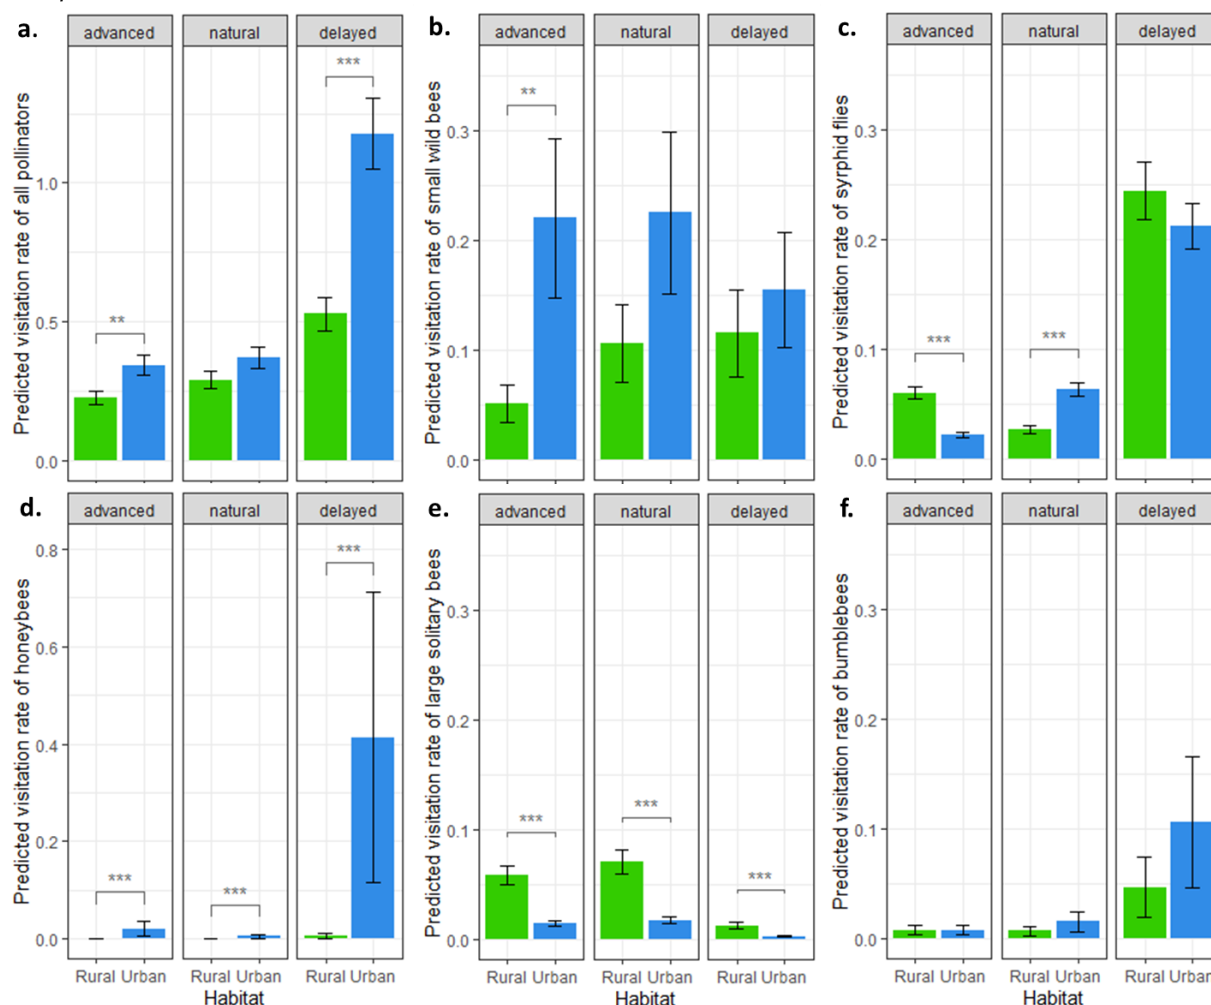 a.
advanced natural delayed
Predicted visitation rate of all pollinators
1.0
0.5
0.0
**
***
b.
advanced natural delayed
Predicted visitation rate of small wild bees
0.3
0.2
0.1
0.0
**
c.
advanced natural delayed
Predicted visitation rate of syrphid flies
0.3
0.2
0.1
0.0
***
***
d.
advanced natural delayed
Predicted visitation rate of honeybees
0.8
0.6
0.4
0.2
0.0
***
***
***
Rural Urban Rural Urban Rural Urban
Habitat
e.
advanced natural delayed
Predicted visitation rate of large solitary bees
0.3
0.2
0.1
0.0
***
***
***
Rural Urban Rural Urban Rural Urban
Habitat
f.
advanced natural delayed
Predicted visitation rate of bumblebees
0.3
0.2
0.1
0.0
Rural Urban Rural Urban Rural Urban
Habitat